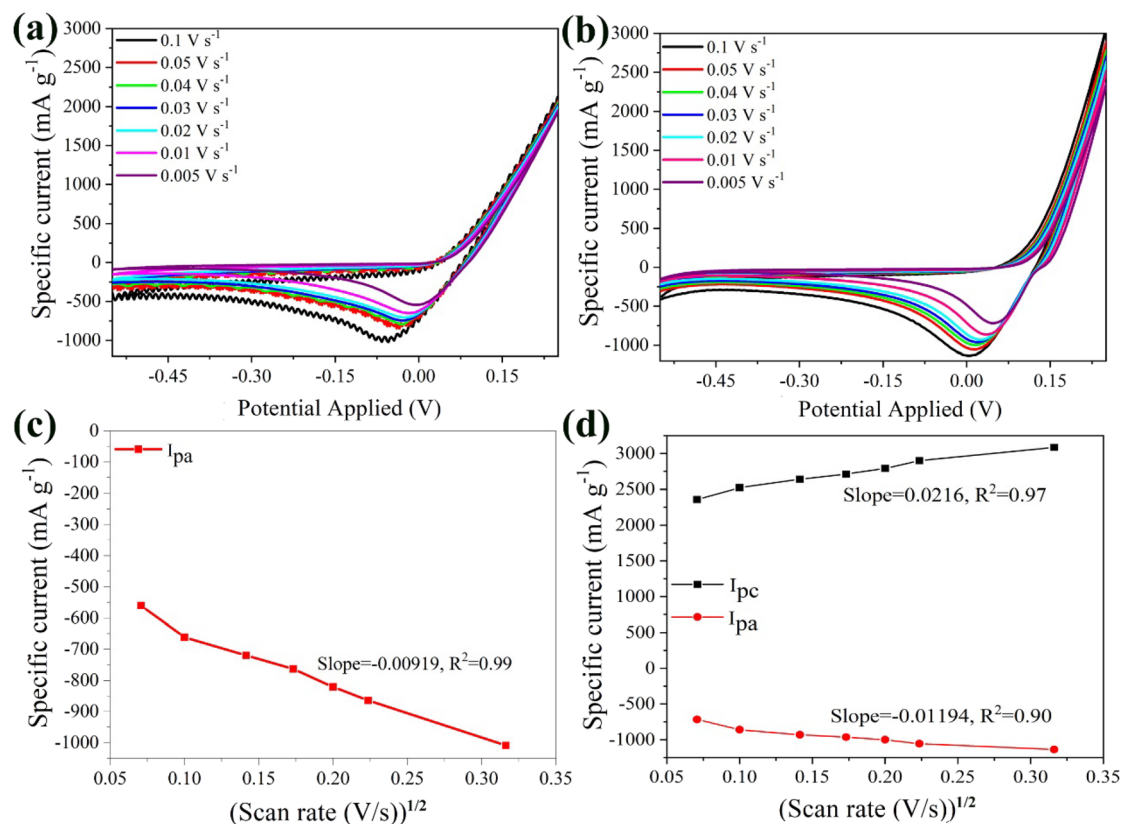 (a)
3000
2500
2000
1500
1000
500
0
-500
-1000
Specific current (mA g⁻¹)
0.1 V s⁻¹
0.05 V s⁻¹
0.04 V s⁻¹
0.03 V s⁻¹
0.02 V s⁻¹
0.01 V s⁻¹
0.005 V s⁻¹
-0.45 -0.30 -0.15 0.00 0.15
Potential Applied (V)
(b)
3000
2500
2000
1500
1000
500
0
-500
-1000
Specific current (mA g⁻¹)
0.1 V s⁻¹
0.05 V s⁻¹
0.04 V s⁻¹
0.03 V s⁻¹
0.02 V s⁻¹
0.01 V s⁻¹
0.005 V s⁻¹
-0.45 -0.30 -0.15 0.00 0.15
Potential Applied (V)
(c)
0
-100
-200
-300
-400
-500
-600
-700
-800
-900
-1000
Specific current (mA g⁻¹)
Ipa
Slope=-0.00919, R²=0.99
0.05 0.10 0.15 0.20 0.25 0.30 0.35
(Scan rate (V/s))¹/²
(d)
3000
2500
2000
1500
1000
500
0
-500
-1000
Specific current (mA g⁻¹)
Slope=0.0216, R²=0.97
Ipc
Ipa
Slope=-0.01194, R²=0.90
0.05 0.10 0.15 0.20 0.25 0.30 0.35
(Scan rate (V/s))¹/²